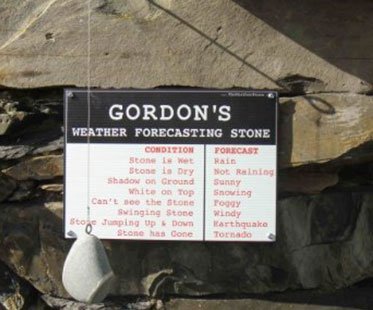 GORDON'S
WEATHER FORECASTING STONE
CONDITION FORECAST
Stone is Wet Rain
Stone is Dry Not Raining
Shadow on Ground Sunny
White on Top Snowing
Can't see the Stone Foggy
Swinging Stone Windy
Stone Jumping Up & Down Earthquake
Stone has Gone Tornado